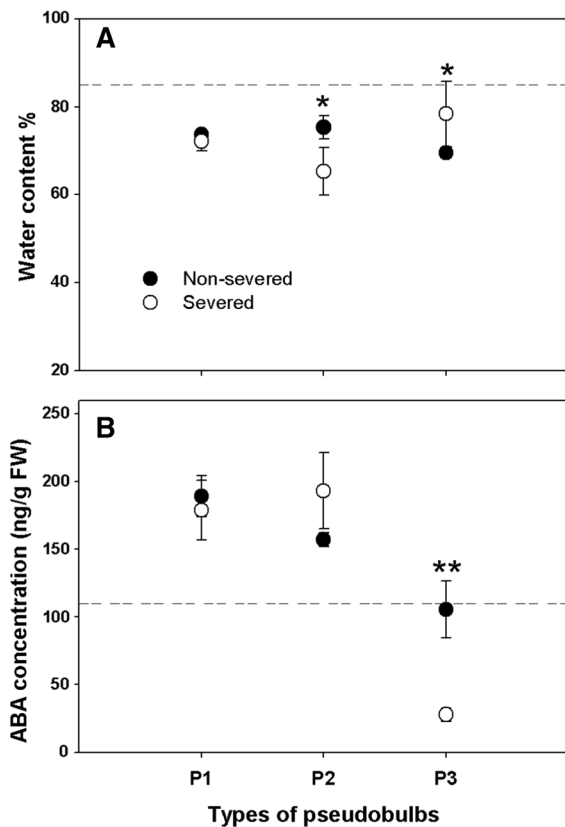 A
100
80
60
40
20
Water content %
*
*
Non-severed
Severed
B
250
200
150
100
50
0
ABA concentration (ng/g FW)
**
P1 P2 P3
Types of pseudobulbs